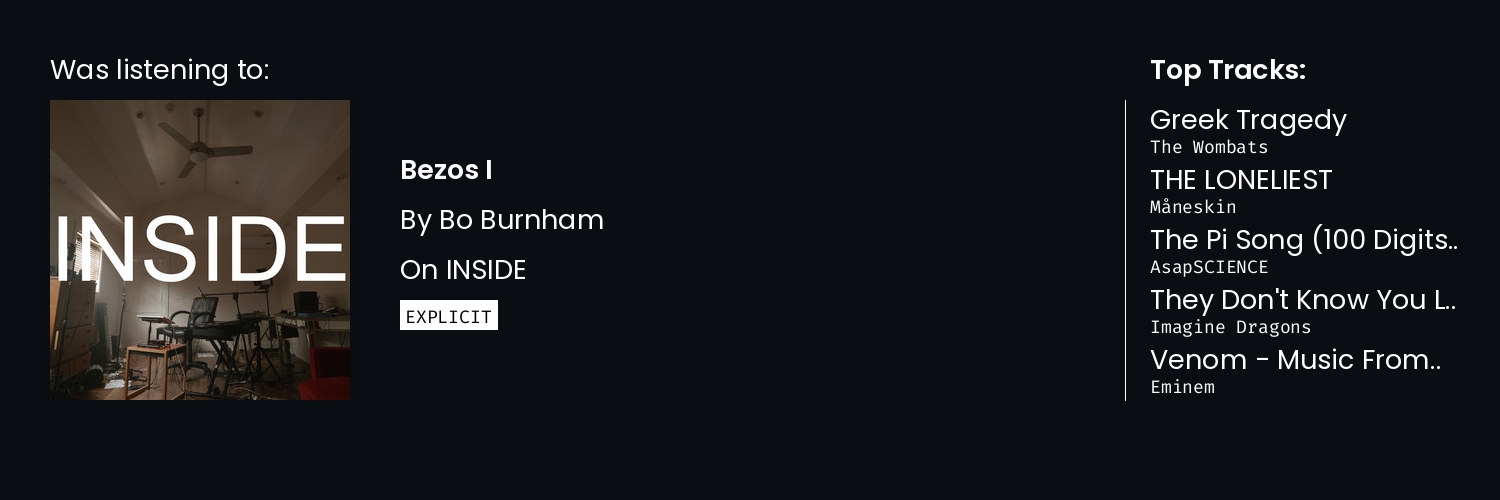 Was listening to:
INSIDE
Bezos I
By Bo Burnham
On INSIDE
EXPLICIT
Top Tracks:
Greek Tragedy
The Wombats
THE LONELIEST
Måneskin
The Pi Song (100 Digits..
AsapSCIENCE
They Don't Know You L..
Imagine Dragons
Venom - Music From..
Eminem